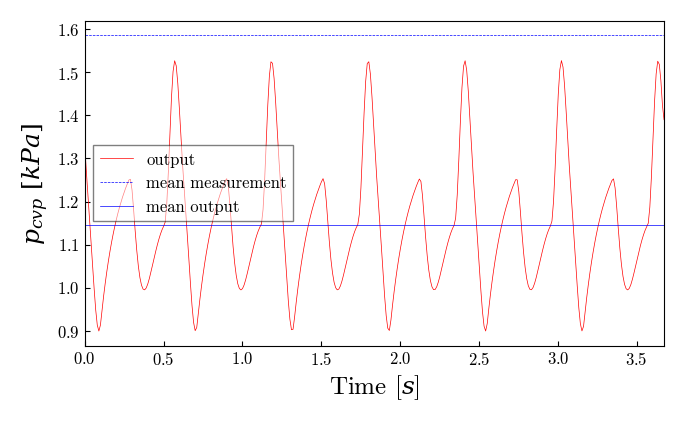 1.6
1.5
1.4
1.3
1.2
1.1
1.0
0.9
p_cvp [kPa]
output
mean measurement
mean output
0.0 0.5 1.0 1.5 2.0 2.5 3.0 3.5
Time [s]